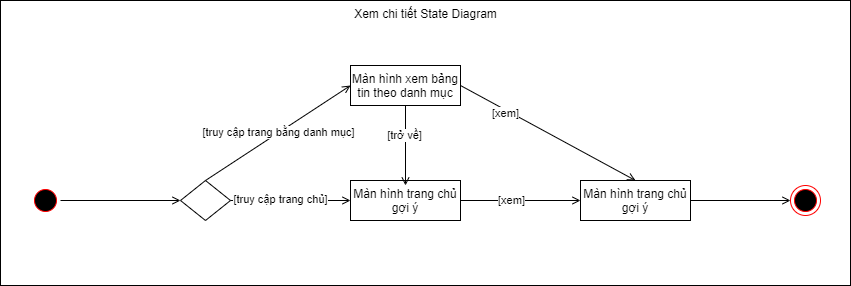 Xem chi tiết State Diagram
Màn hình xem bảng
tin theo danh mục
[truy cập trang bằng danh mục]
[trở về]
[xem]
[truy cập trang chủ]
Màn hình trang chủ
gợi ý
[xem]
Màn hình trang chủ
gợi ý